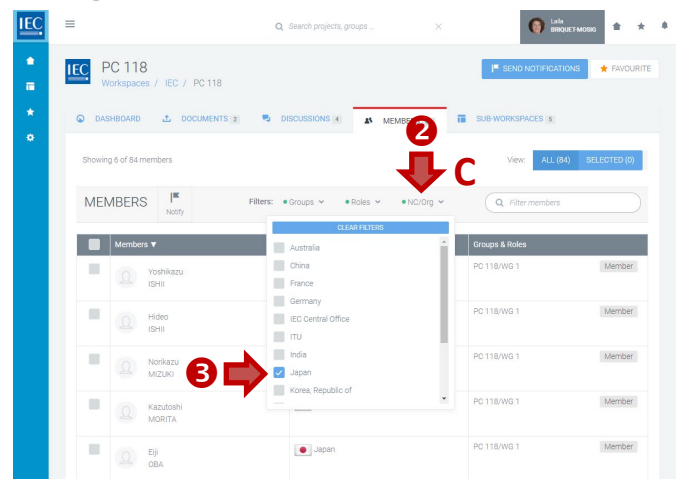 IEC
Search projects, groups ...
Laila
BRIQUET-MOSIG
IEC PC 118
Workspaces / IEC / PC 118
SEND NOTIFICATIONS
FAVOURITE
DASHBOARD
DOCUMENTS 2
DISCUSSIONS 4
MEMBE
SUB-WORKSPACES 5
2
C
Showing 6 of 84 members
View: ALL (84) SELECTED (0)
MEMBERS
Notify
Filters: Groups Roles NC/Org
Filter members
CLEAR FILTERS
Members ▼
Groups & Roles
Australia
China
France
Germany
IEC Central Office
ITU
India
Japan
Korea, Republic of
3
Yoshikazu
ISHII
PC 118/WG 1 Member
Hideo
ISHII
PC 118/WG 1 Member
Norikazu
MIZUKI
PC 118/WG 1 Member
Kazutoshi
MORITA
PC 118/WG 1 Member
Eiji
OBA
Japan
PC 118/WG 1 Member